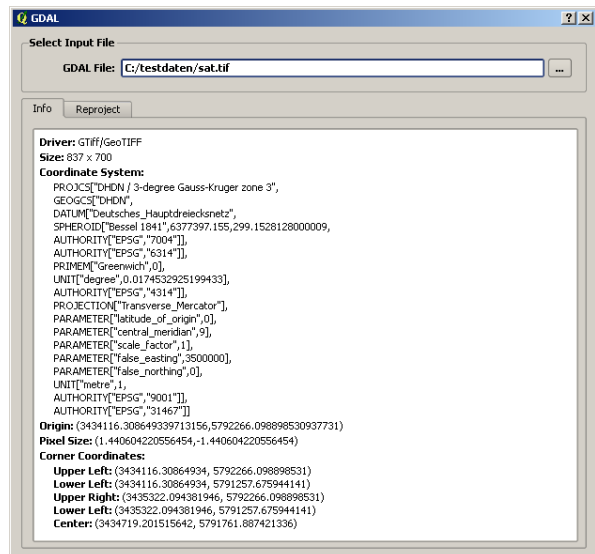 GDAL
Select Input File
GDAL File: C:/testdaten/sat.tif ...
Info Reproject
Driver: GTiff/GeoTIFF
Size: 837 x 700
Coordinate System:
PROJCS["DHDN / 3-degree Gauss-Kruger zone 3",
GEOGCS["DHDN",
DATUM["Deutsches_Hauptdreiecksnetz",
SPHEROID["Bessel 1841",6377397.155,299.1528128000009,
AUTHORITY["EPSG","7004"]],
AUTHORITY["EPSG","6314"]],
PRIMEM["Greenwich",0],
UNIT["degree",0.0174532925199433],
AUTHORITY["EPSG","4314"]],
PROJECTION["Transverse_Mercator"],
PARAMETER["latitude_of_origin",0],
PARAMETER["central_meridian",9],
PARAMETER["scale_factor",1],
PARAMETER["false_easting",3500000],
PARAMETER["false_northing",0],
UNIT["metre",1,
AUTHORITY["EPSG","9001"]],
AUTHORITY["EPSG","31467"]]
Origin: (3434116.308649339713156,5792266.098898530937731)
Pixel Size: (1.440604220556454,-1.440604220556454)
Corner Coordinates:
Upper Left: (3434116.30864934, 5792266.098898531)
Lower Left: (3434116.30864934, 5791257.675944141)
Upper Right: (3435322.094381946, 5792266.098898531)
Lower Left: (3435322.094381946, 5791257.675944141)
Center: (3434719.201515642, 5791761.887421336)